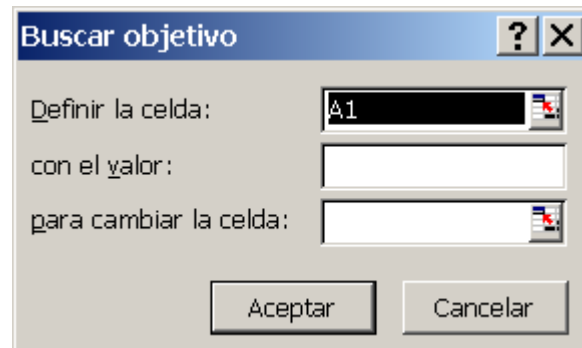 Buscar objetivo
Definir la celda: A1
con el valor:
para cambiar la celda:
Aceptar Cancelar